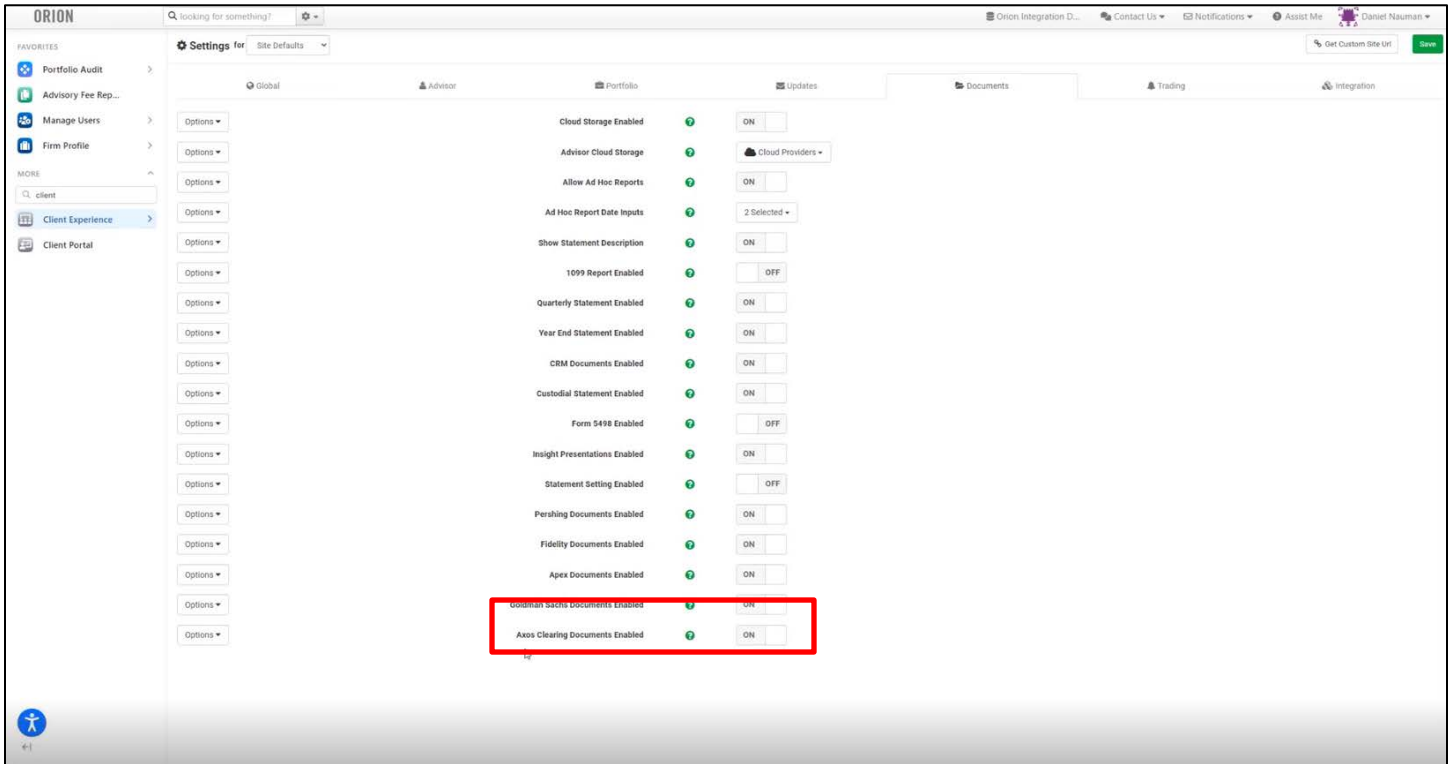 ORION
looking for something?
Orion Integration D... Contact Us Notifications Assist Me Daniel Nauman
FAVORITES
Portfolio Audit
Advisory Fee Rep...
Manage Users
Firm Profile
MORE
client
Client Experience
Client Portal
Settings for Site Defaults
Get Custom Site Url Save
Global Advisor Portfolio Updates Documents Trading Integration
Options Cloud Storage Enabled ? ON
Options Advisor Cloud Storage ? Cloud Providers
Options Allow Ad Hoc Reports ? ON
Options Ad Hoc Report Date Inputs ? 2 Selected
Options Show Statement Description ? ON
Options 1099 Report Enabled ? OFF
Options Quarterly Statement Enabled ? ON
Options Year End Statement Enabled ? ON
Options CRM Documents Enabled ? ON
Options Custodial Statement Enabled ? ON
Options Form 5498 Enabled ? OFF
Options Insight Presentations Enabled ? ON
Options Statement Setting Enabled ? OFF
Options Pershing Documents Enabled ? ON
Options Fidelity Documents Enabled ? ON
Options Apex Documents Enabled ? ON
Options Goldman Sachs Documents Enabled ? ON
Options Axos Clearing Documents Enabled ? ON